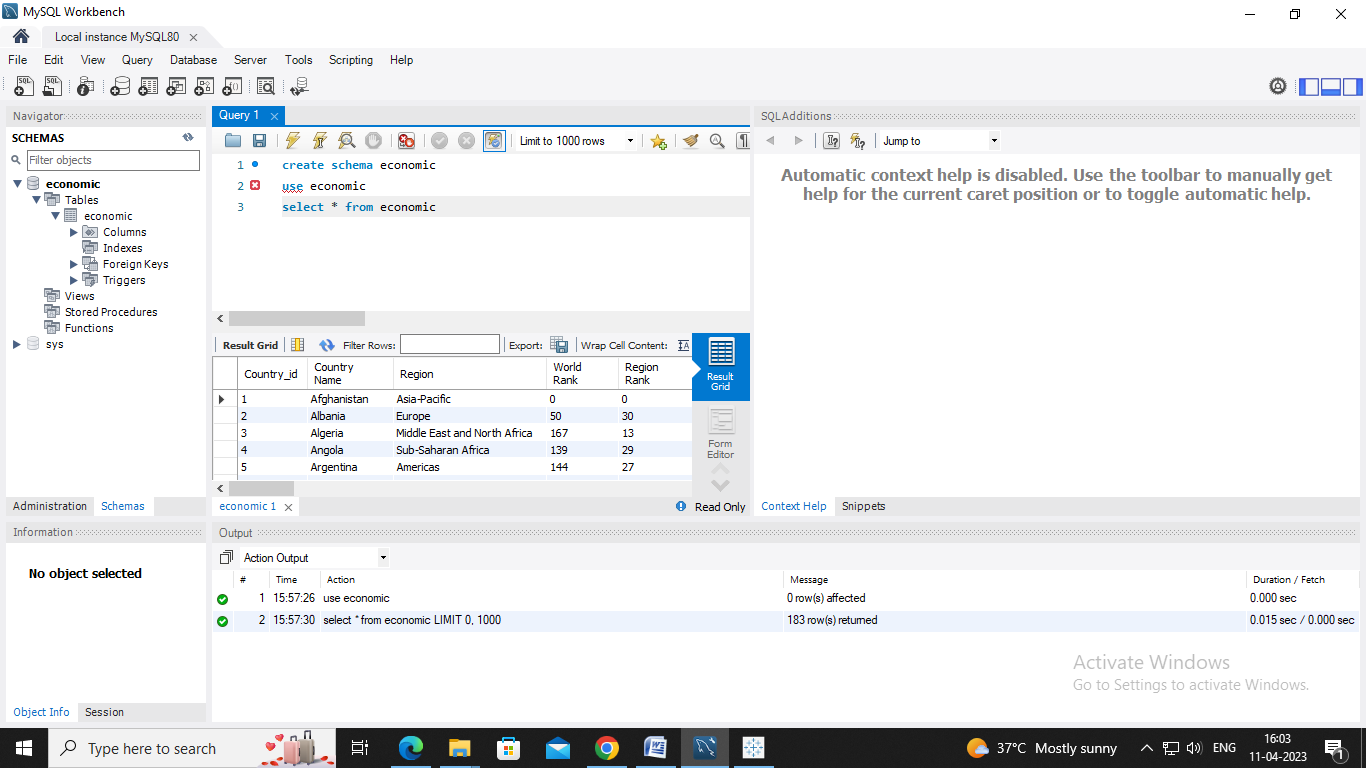 MySQL Workbench
Local instance MySQL80
File Edit View Query Database Server Tools Scripting Help
Navigator
SCHEMAS
Filter objects
economic
Tables
economic
Columns
Indexes
Foreign Keys
Triggers
Views
Stored Procedures
Functions
sys
Administration Schemas
Information
No object selected
Object Info Session
Query 1
Limit to 1000 rows
1 create schema economic
2 use economic
3 select * from economic
Result Grid Filter Rows: Export: Wrap Cell Content:
Country_id Country Name Region World Rank Region Rank
1 Afghanistan Asia-Pacific 0 0
2 Albania Europe 50 30
3 Algeria Middle East and North Africa 167 13
4 Angola Sub-Saharan Africa 139 29
5 Argentina Americas 144 27
Result Grid
Form Editor
economic 1 Read Only
SQLAdditions
Jump to
Automatic context help is disabled. Use the toolbar to manually get
help for the current caret position or to toggle automatic help.
Context Help Snippets
Output
Action Output
# Time Action Message Duration / Fetch
1 15:57:26 use economic 0 row(s) affected 0.000 sec
2 15:57:30 select * from economic LIMIT 0, 1000 183 row(s) returned 0.015 sec / 0.000 sec
Activate Windows
Go to Settings to activate Windows.
Type here to search
37°C Mostly sunny
ENG
16:03
11-04-2023
1